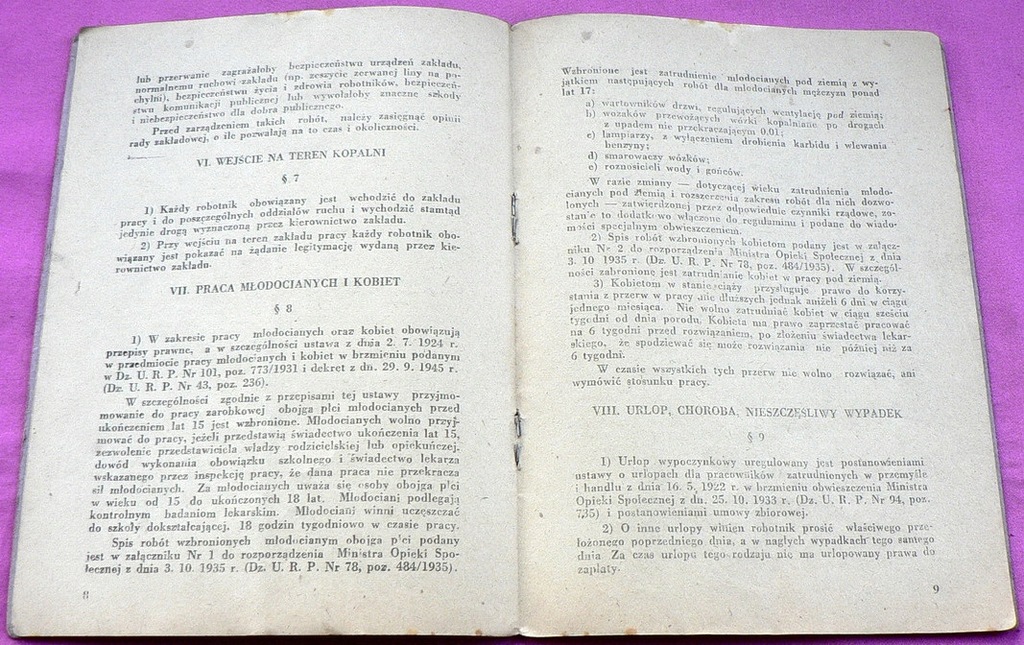 lub przerwanie zagrażałoby bezpieczeństwu urządzeń zakładu,
normalnemu ruchowi zakładu (np. zeszycie zerwanej liny na po-
chylni), bezpieczeństwu życia i zdrowia robotników, bezpieczeń-
stwu komunikacji publicznej lub wywołałoby znaczne szkody
i niebezpieczeństwo dla dobra publicznego.
Przed zarządzeniem takich robót, należy zasięgnąć opinii
rady zakładowej, o ile pozwalają na to czas i okoliczności.
VI. WEJŚCIE NA TEREN KOPALNI
§ 7
1) Każdy robotnik obowiązany jest wchodzić do zakładu
pracy i do poszczególnych oddziałów ruchu i wychodzić stamtąd
jedynie drogą wyznaczoną przez kierownictwo zakładu.
2) Przy wejściu na teren zakładu pracy każdy robotnik obo-
wiązany jest pokazać na żądanie legitymację wydaną przez kie-
rownictwo zakładu.
VII. PRACA MŁODOCIANYCH I KOBIET
§ 8
1) W zakresie pracy młodocianych oraz kobiet obowiązują
przepisy prawne, a w szczególności ustawa z dnia 2. 7. 1924 r.
w przedmiocie pracy młodocianych i kobiet w brzmieniu podanym
w Dz. U. R. P. Nr 101, poz. 773/1931 i dekret z dn. 29. 9. 1945 r.
(Dz. U. R. P. Nr 43, poz. 236).
W szczególności zgodnie z przepisami tej ustawy przyjmo-
mowanie do pracy zarobkowej obojga płci młodocianych przed
ukończeniem lat 15 jest wzbronione. Młodocianych wolno przyj-
mować do pracy, jeżeli przedstawią świadectwo ukończenia lat 15,
zezwolenie przedstawiciela władzy rodzicielskiej lub opiekuńczej,
dowód wykonania obowiązku szkolnego i świadectwo lekarza
wskazanego przez inspekcję pracy, że dana praca nie przekracza
sił młodocianych. Za młodocianych uważa się osoby obojga płci
w wieku od 15 do ukończonych 18 lat. Młodociani podlegają
kontrolnym badaniom lekarskim. Młodociani winni uczęszczać
do szkoły dokształcającej. 18 godzin tygodniowo w czasie pracy.
Spis robót wzbronionych młodocianym obojga płci podany
jest w załączniku Nr 1 do rozporządzenia Ministra Opieki Spo-
łecznej z dnia 3. 10. 1935 r. (Dz. U. R. P. Nr 78, poz. 484/1935).
8
Wzbronione jest zatrudnienie młodocianych pod ziemią z wy-
jątkiem następujących robót dla młodocianych mężczyzn ponad
lat 17:
a) wartowników drzwi, regulujących wentylację pod ziemią;
b) wozaków przewożących wózki kopalniane po drogach
z upadem nie przekraczającym 0.01;
c) lampiarzy, z wyłączeniem drobienia karbidu i wlewania
benzyny;
d) smarowaczy wózków;
e) roznosicieli wody i gońców.
W razie zmiany — dotyczącej wieku zatrudnienia młodo-
cianych pod ziemią i rozszerzenia zakresu robót dla nich dozwo-
lonych — zatwierdzonej przez odpowiednie czynniki rządowe, zo-
stanie to dodatkowo włączone do regulaminu i podane do wiado-
mości specjalnym obwieszczeniem.
2) Spis robót wzbronionych kobietom podany jest w załącz-
niku Nr 2 do rozporządzenia Ministra Opieki Społecznej z dnia
3. 10 1935 r. (Dz. U. R. P. Nr 78, poz. 484/1935). W szczegól-
ności zabronione jest zatrudnianie kobiet w pracy pod ziemią.
3) Kobietom w stanie ciąży przysługuje prawo do korzy-
stania z przerw w pracy nie dłuższych jednak aniżeli 6 dni w ciągu
jednego miesiąca. Nie wolno zatrudniać kobiet w ciągu sześciu
tygodni od dnia porodu. Kobieta ma prawo zaprzestać pracować
na 6 tygodni przed rozwiązaniem, po złożeniu świadectwa lekar-
skiego, że spodziewać się może rozwiązania nie później niż za
6 tygodni.
W czasie wszystkich tych przerw nie wolno rozwiązać, ani
wymówić stosunku pracy.
VIII. URLOP, CHOROBA, NIESZCZĘŚLIWY WYPADEK
§ 9
1) Urlop wypoczynkowy uregulowany jest postanowieniami
ustawy o urlopach dla pracowników zatrudnionych w przemyśle
i handlu z dnia 16. 5. 1922 r. w brzmieniu obwieszczenia Ministra
Opieki Społecznej z dn. 25. 10. 1933 r. (Dz. U. R. P. Nr 94, poz.
735) i postanowieniami umowy zbiorowej.
2) O inne urlopy winien robotnik prosić właściwego prze-
łożonego poprzedniego dnia, a w nagłych wypadkach tego samego
dnia Za czas urlopu tego rodzaju nie ma urlopowany prawa do
zapłaty.
9